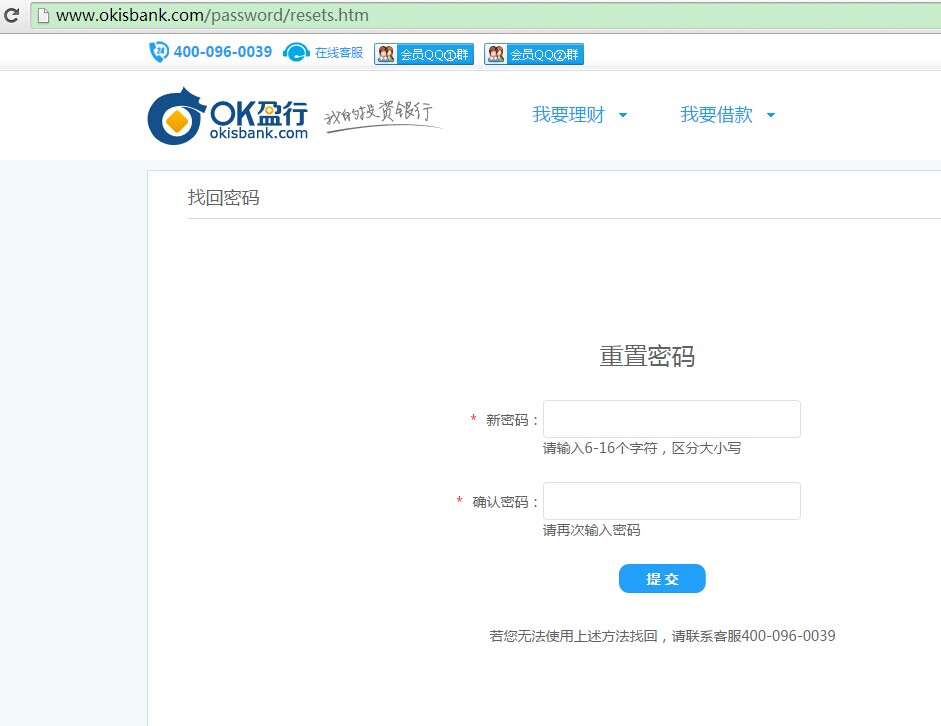 www.okisbank.com/password/resets.htm
24 400-096-0039 在线客服 会员QQ①群 会员QQ②群
OK盈行
okisbank.com
我的投资银行
我要理财 我要借款
找回密码
重置密码
* 新密码：
请输入6-16个字符，区分大小写
* 确认密码：
请再次输入密码
提 交
若您无法使用上述方法找回，请联系客服400-096-0039